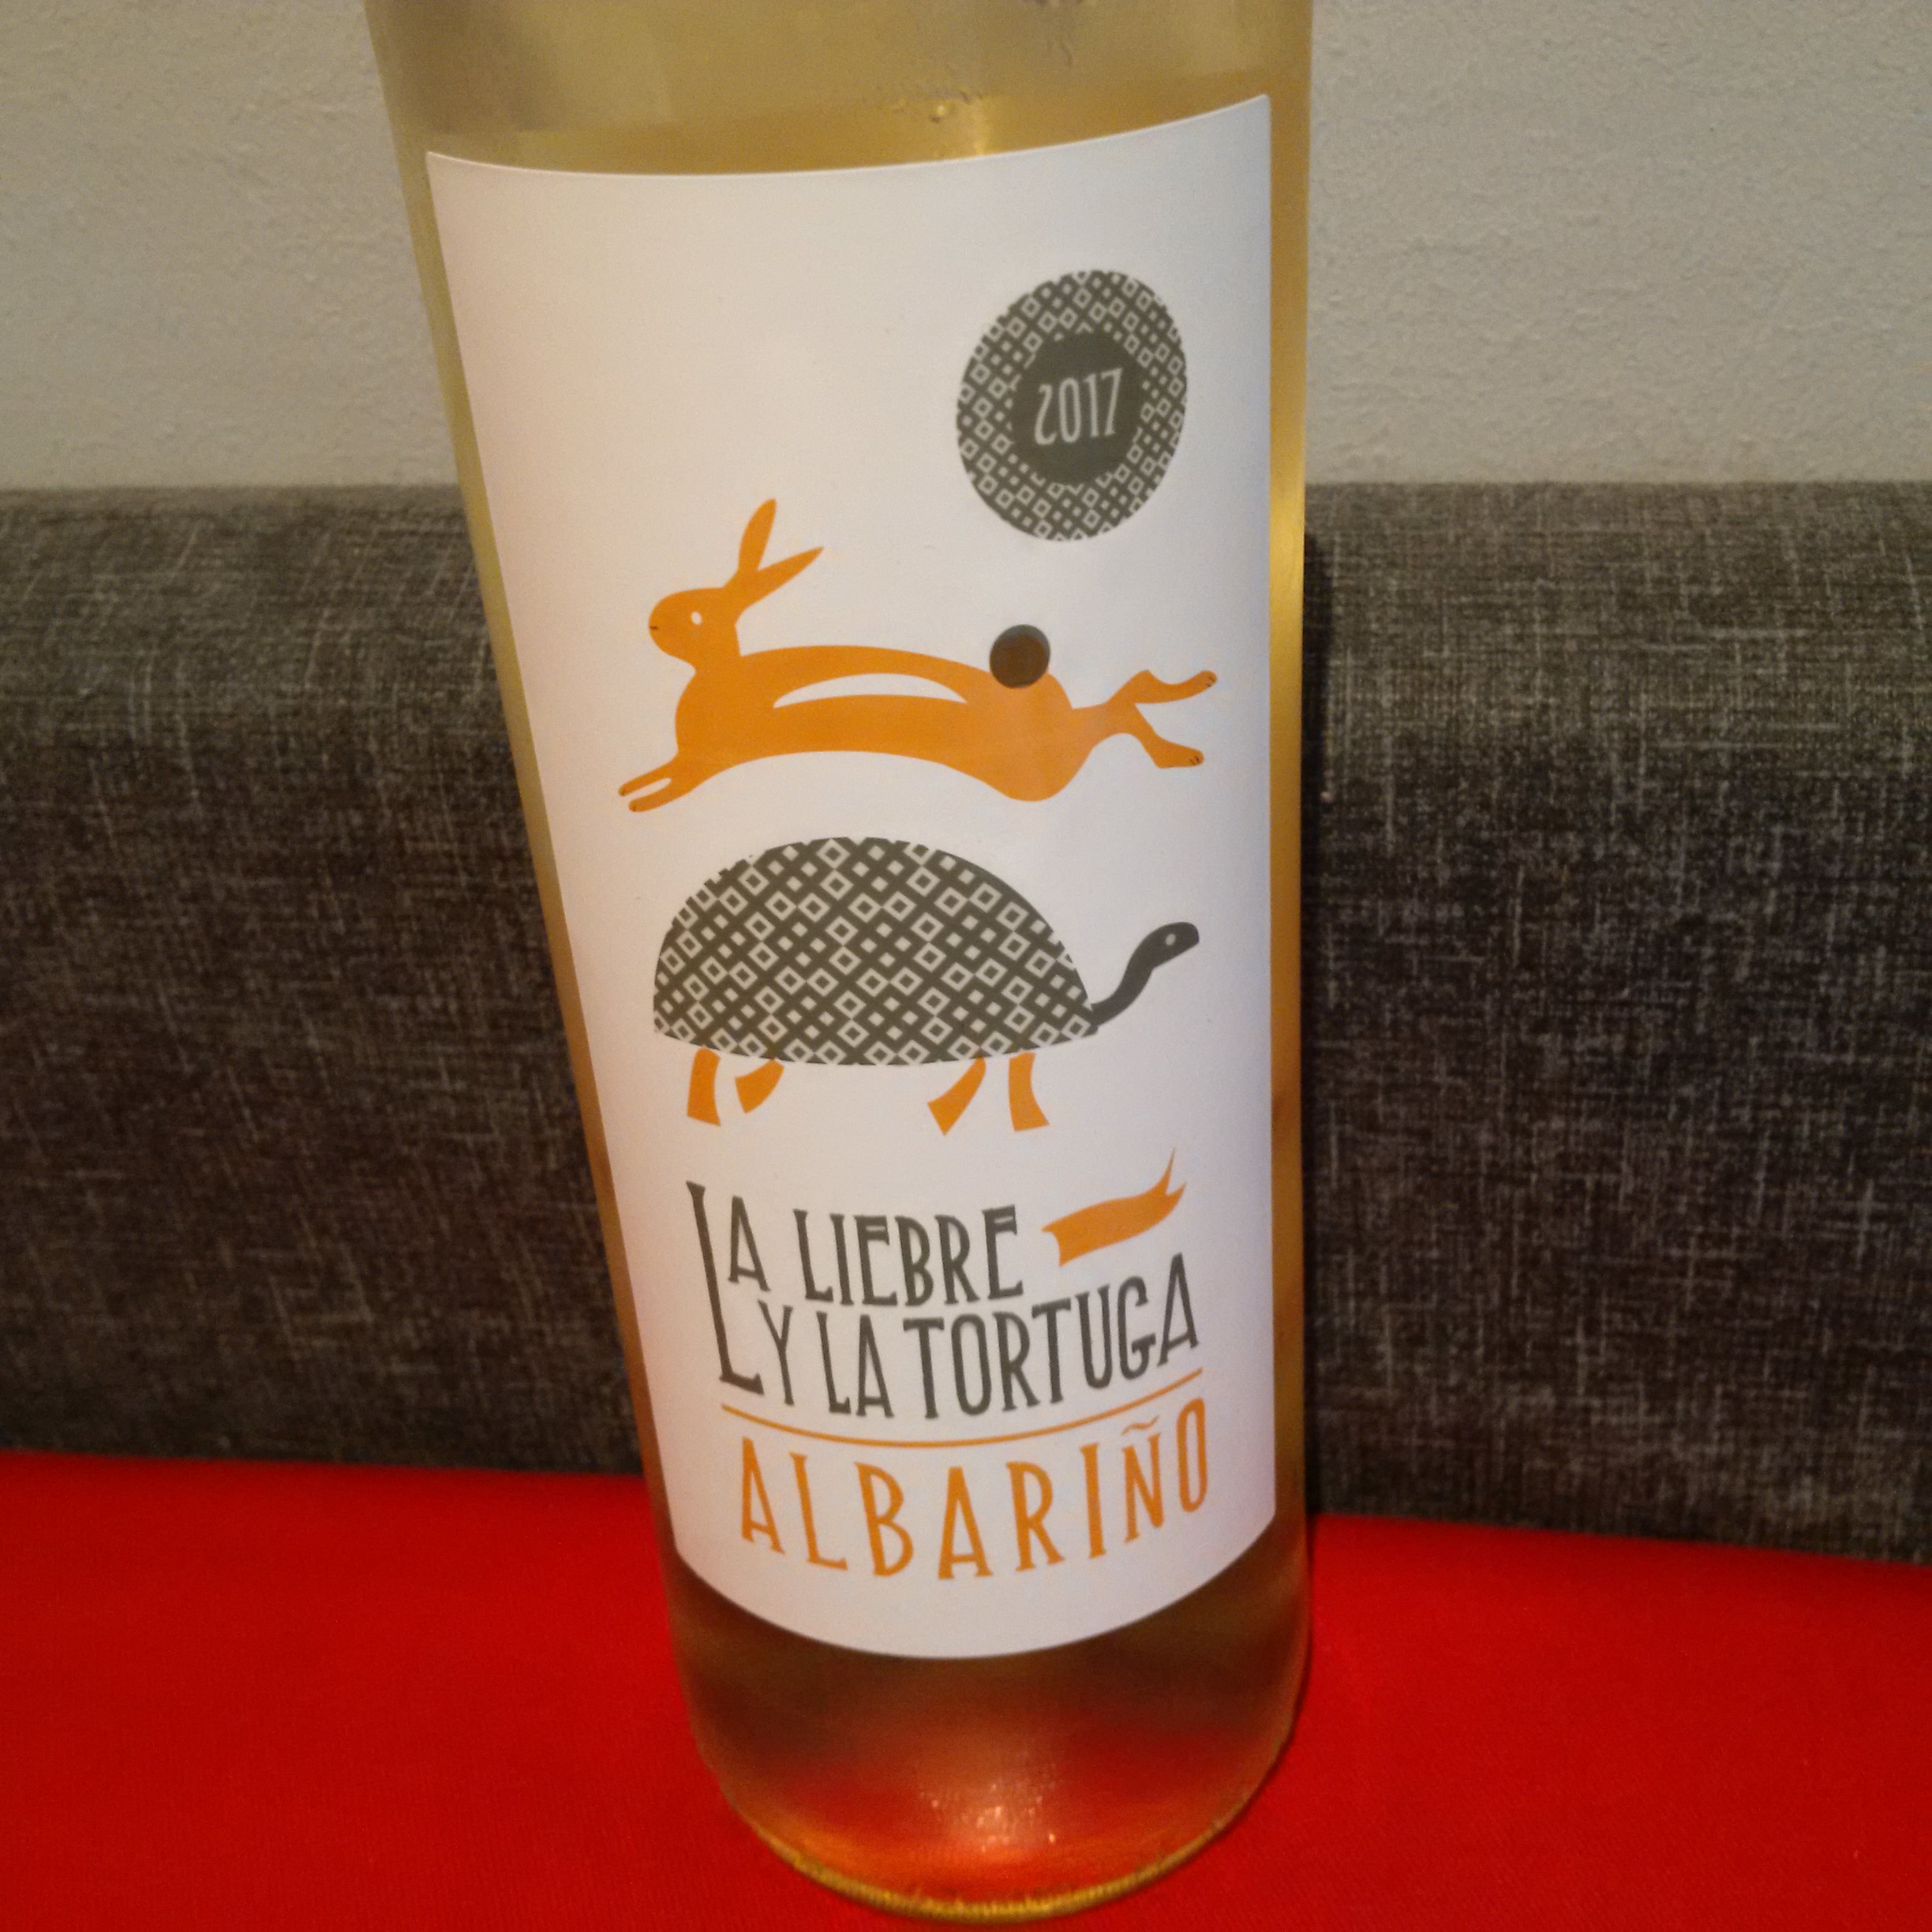 2017
LA LIEBRE
Y LA TORTUGA
ALBARIÑO